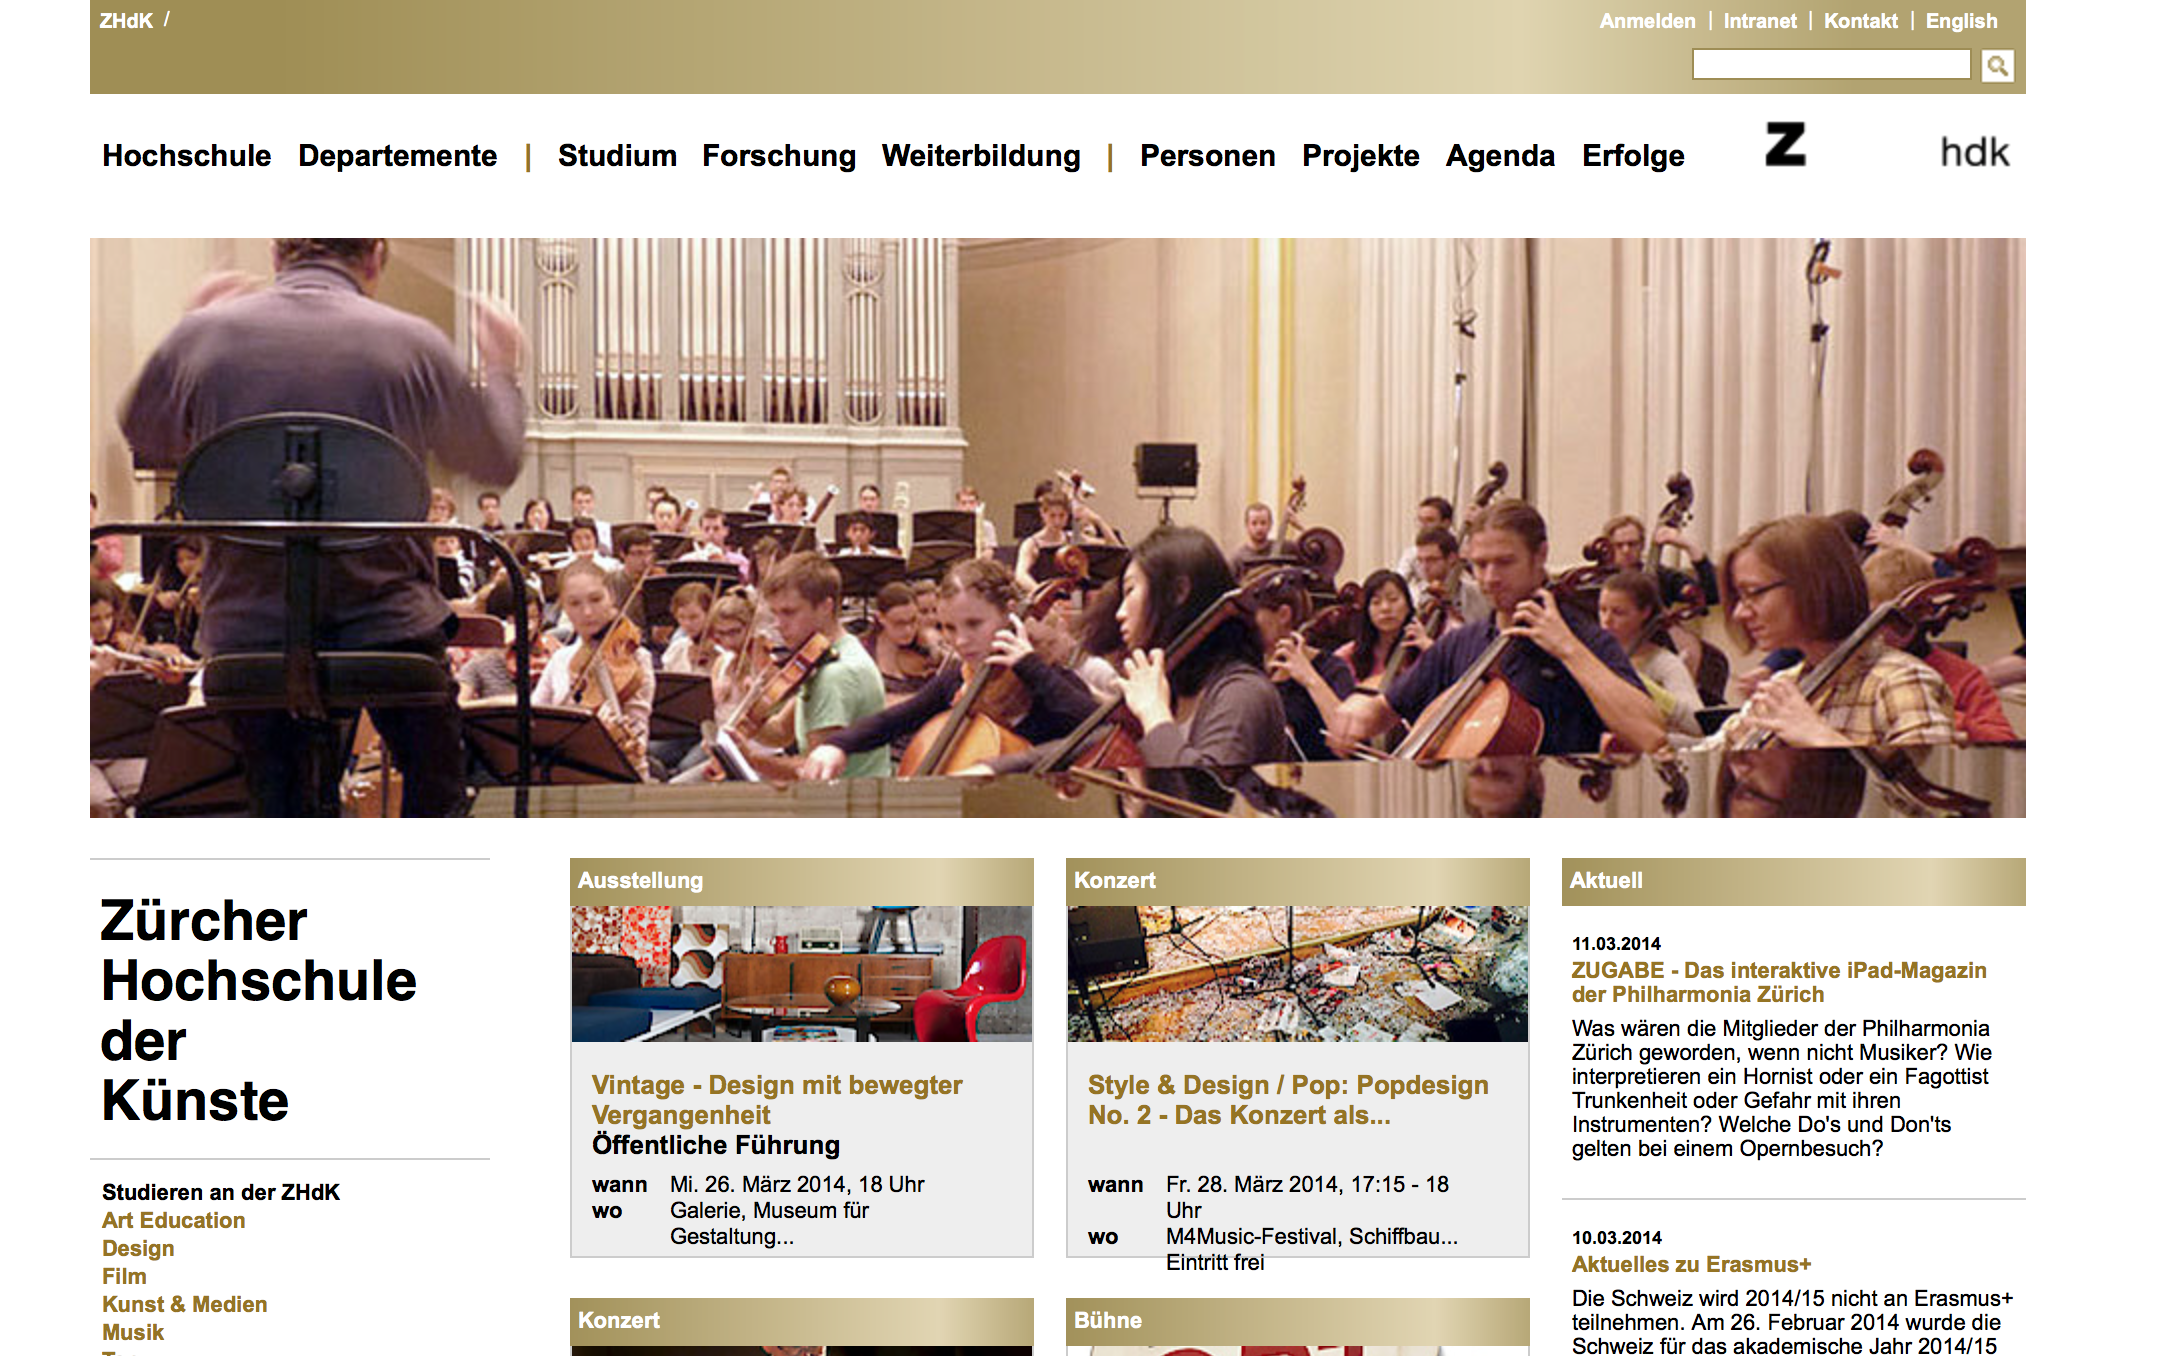 ZHdK /
Anmelden | Intranet | Kontakt | English
Hochschule Departemente | Studium Forschung Weiterbildung | Personen Projekte Agenda Erfolge
Z hdk
Zürcher
Hochschule
der
Künste
Studieren an der ZHdK
Art Education
Design
Film
Kunst & Medien
Musik
Ausstellung
Vintage - Design mit bewegter
Vergangenheit
Öffentliche Führung
wann Mi. 26. März 2014, 18 Uhr
wo Galerie, Museum für
Gestaltung...
Konzert
Style & Design / Pop: Popdesign
No. 2 - Das Konzert als...
wann Fr. 28. März 2014, 17:15 - 18
Uhr
wo M4Music-Festival, Schiffbau...
Eintritt frei
Konzert
Bühne
Aktuell
11.03.2014
ZUGABE - Das interaktive iPad-Magazin
der Philharmonia Zürich
Was wären die Mitglieder der Philharmonia
Zürich geworden, wenn nicht Musiker? Wie
interpretieren ein Hornist oder ein Fagottist
Trunkenheit oder Gefahr mit ihren
Instrumenten? Welche Do's und Don'ts
gelten bei einem Opernbesuch?
10.03.2014
Aktuelles zu Erasmus+
Die Schweiz wird 2014/15 nicht an Erasmus+
teilnehmen. Am 26. Februar 2014 wurde die
Schweiz für das akademische Jahr 2014/15